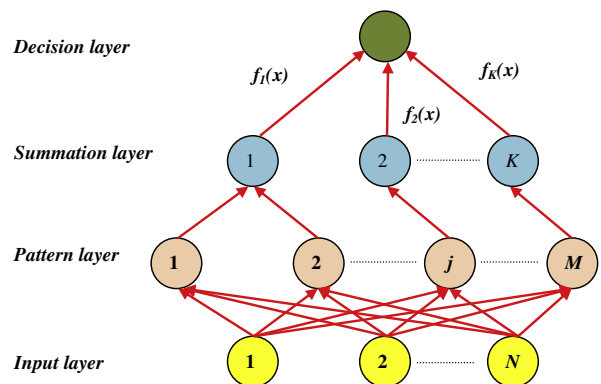 Decision layer
f1(x)
f2(x)
fK(x)
Summation layer
1
2
K
Pattern layer
1
2
j
M
Input layer
1
2
N